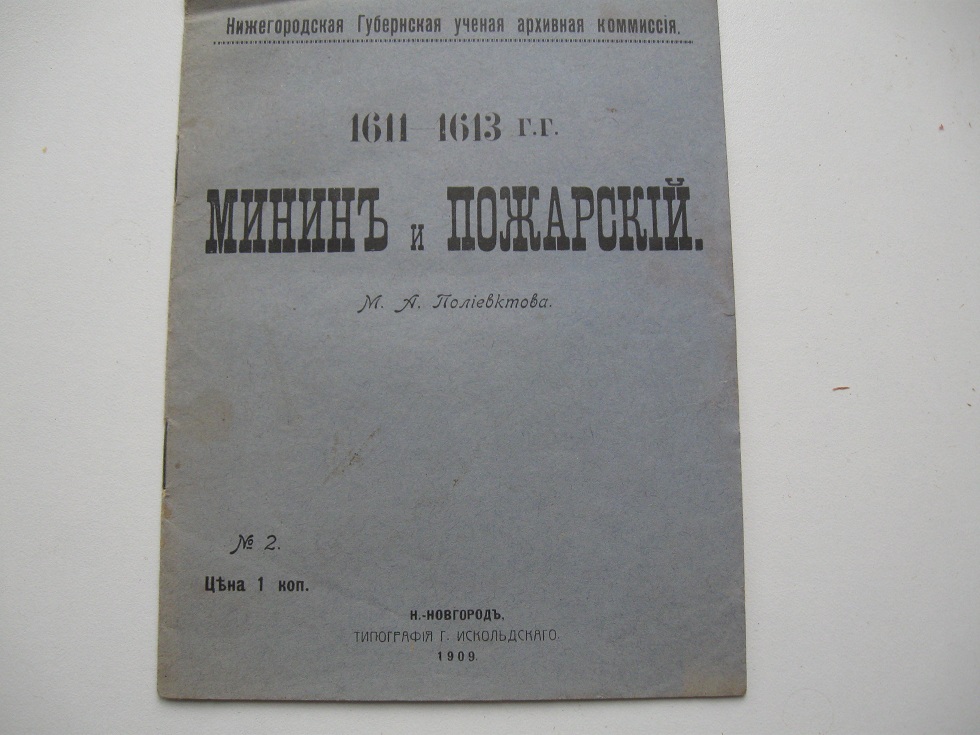 Нижегородская Губернская ученая архивная коммиссія.
1611—1613 г.г.
МИНИНЪ и ПОЖАРСКІЙ.
М. А. Поліевктова.
№ 2.
Цѣна 1 коп.
Н.-НОВГОРОДЪ.
ТИПОГРАФІЯ Г. ИСКОЛЬДСКАГО.
1909.